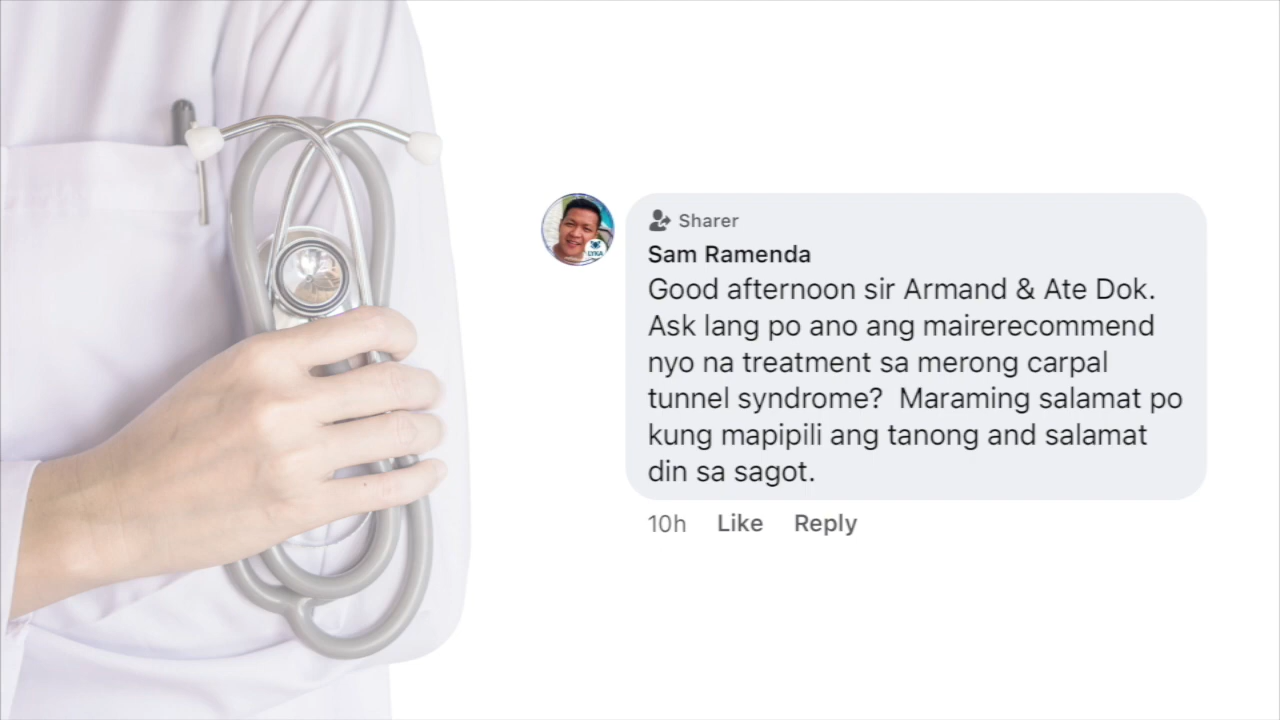 Sharer
Sam Ramenda
Good afternoon sir Armand & Ate Dok.
Ask lang po ano ang mairerecommend
nyo na treatment sa merong carpal
tunnel syndrome?  Maraming salamat po
kung mapipili ang tanong and salamat
din sa sagot.
10h Like Reply
LYKA